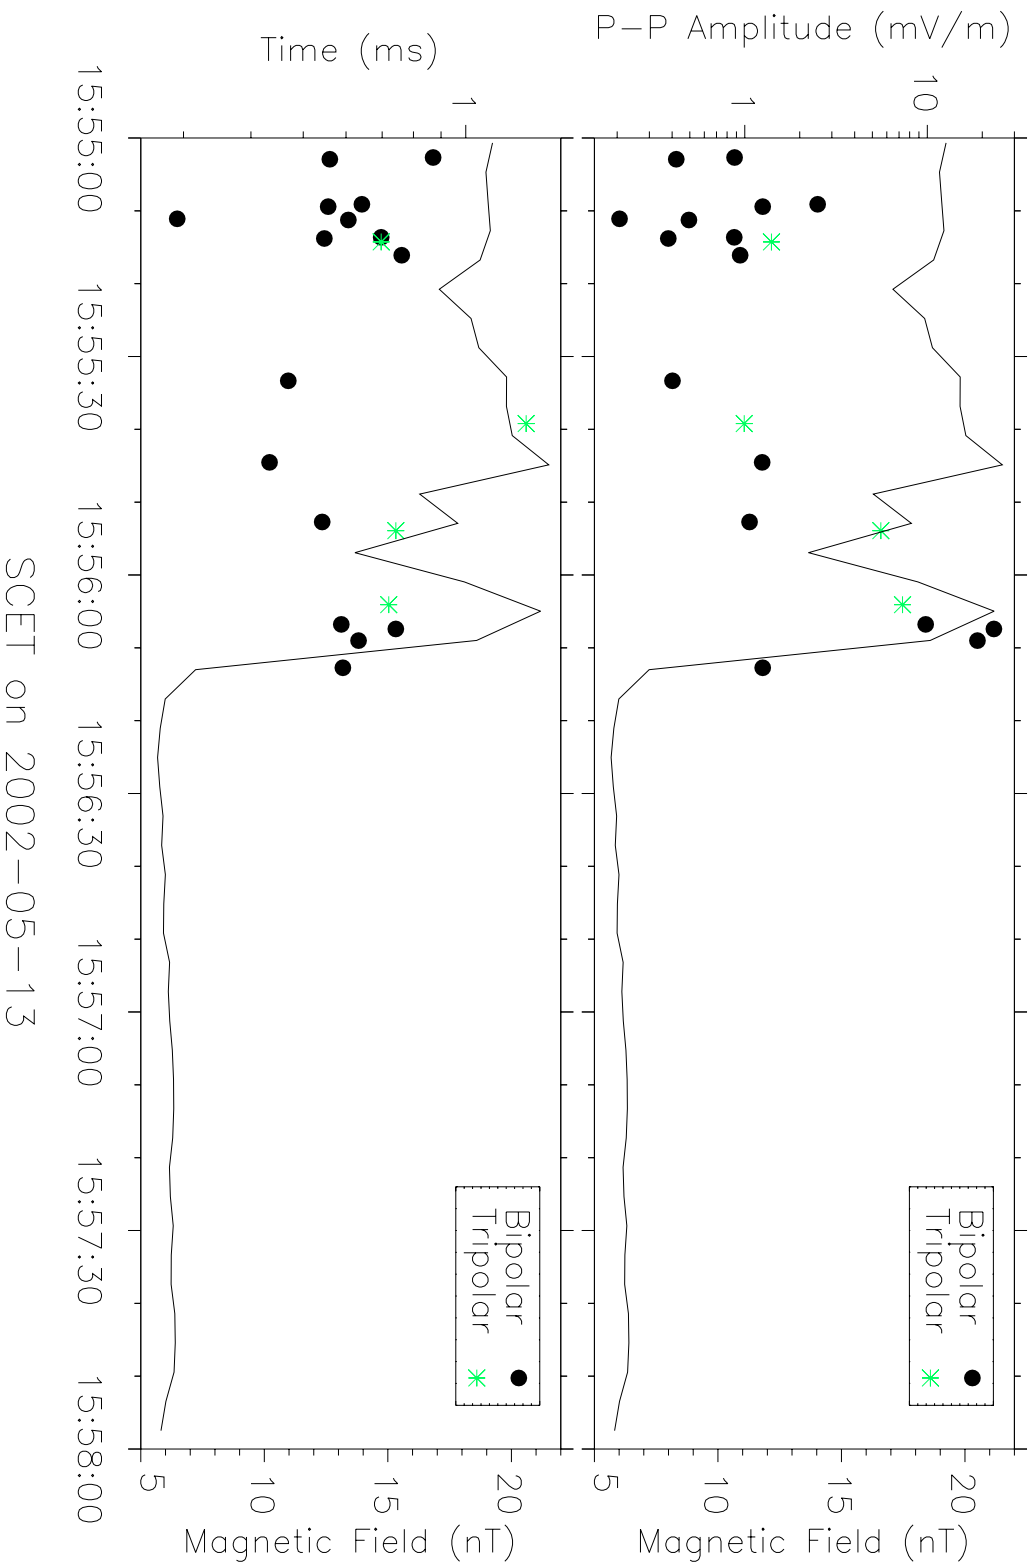 P-P Amplitude (mV/m)
10
1
Bipolar
Tripolar
20
15
10
5
Magnetic Field (nT)
Time (ms)
1
Bipolar
Tripolar
20
15
10
5
Magnetic Field (nT)
15:55:00
15:55:30
15:56:00
15:56:30
15:57:00
15:57:30
15:58:00
SCET on 2002-05-13